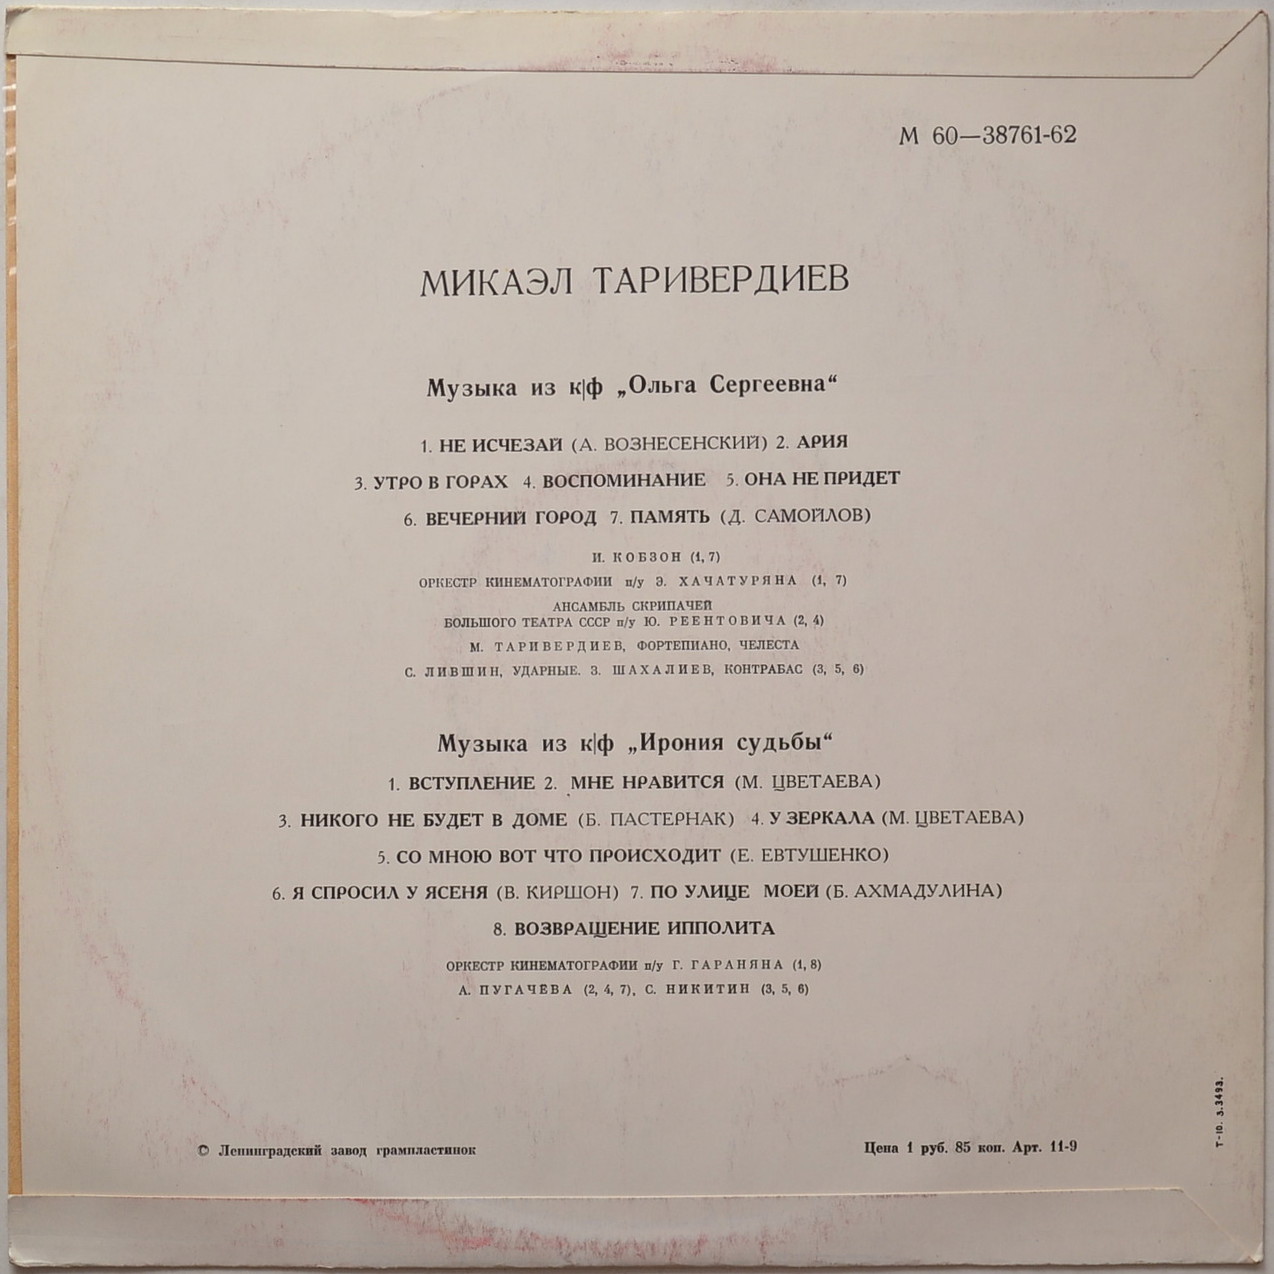 М 60—38761-62
МИКАЭЛ ТАРИВЕРДИЕВ
Музыка из к|ф „Ольга Сергеевна“
1. НЕ ИСЧЕЗАЙ (А. ВОЗНЕСЕНСКИЙ) 2. АРИЯ
3. УТРО В ГОРАХ 4. ВОСПОМИНАНИЕ 5. ОНА НЕ ПРИДЕТ
6. ВЕЧЕРНИЙ ГОРОД 7. ПАМЯТЬ (Д. САМОЙЛОВ)
И. КОБЗОН (1, 7)
ОРКЕСТР КИНЕМАТОГРАФИИ п/у Э. ХАЧАТУРЯНА (1, 7)
АНСАМБЛЬ СКРИПАЧЕЙ
БОЛЬШОГО ТЕАТРА СССР п/у Ю. РЕЕНТОВИЧА (2, 4)
М. ТАРИВЕРДИЕВ, ФОРТЕПИАНО, ЧЕЛЕСТА
С. ЛИВШИН, УДАРНЫЕ. З. ШАХАЛИЕВ, КОНТРАБАС (3, 5, 6)
Музыка из к|ф „Ирония судьбы“
1. ВСТУПЛЕНИЕ 2. МНЕ НРАВИТСЯ (М. ЦВЕТАЕВА)
3. НИКОГО НЕ БУДЕТ В ДОМЕ (Б. ПАСТЕРНАК) 4. У ЗЕРКАЛА (М. ЦВЕТАЕВА)
5. СО МНОЮ ВОТ ЧТО ПРОИСХОДИТ (Е. ЕВТУШЕНКО)
6. Я СПРОСИЛ У ЯСЕНЯ (В. КИРШОН) 7. ПО УЛИЦЕ МОЕЙ (Б. АХМАДУЛИНА)
8. ВОЗВРАЩЕНИЕ ИППОЛИТА
ОРКЕСТР КИНЕМАТОГРАФИИ п/у Г. ГАРАНЯНА (1, 8)
А. ПУГАЧЁВА (2, 4, 7), С. НИКИТИН (3, 5, 6)
© Ленинградский завод грампластинок
Цена 1 руб. 85 коп. Арт. 11-9
Т-10. З.3493.